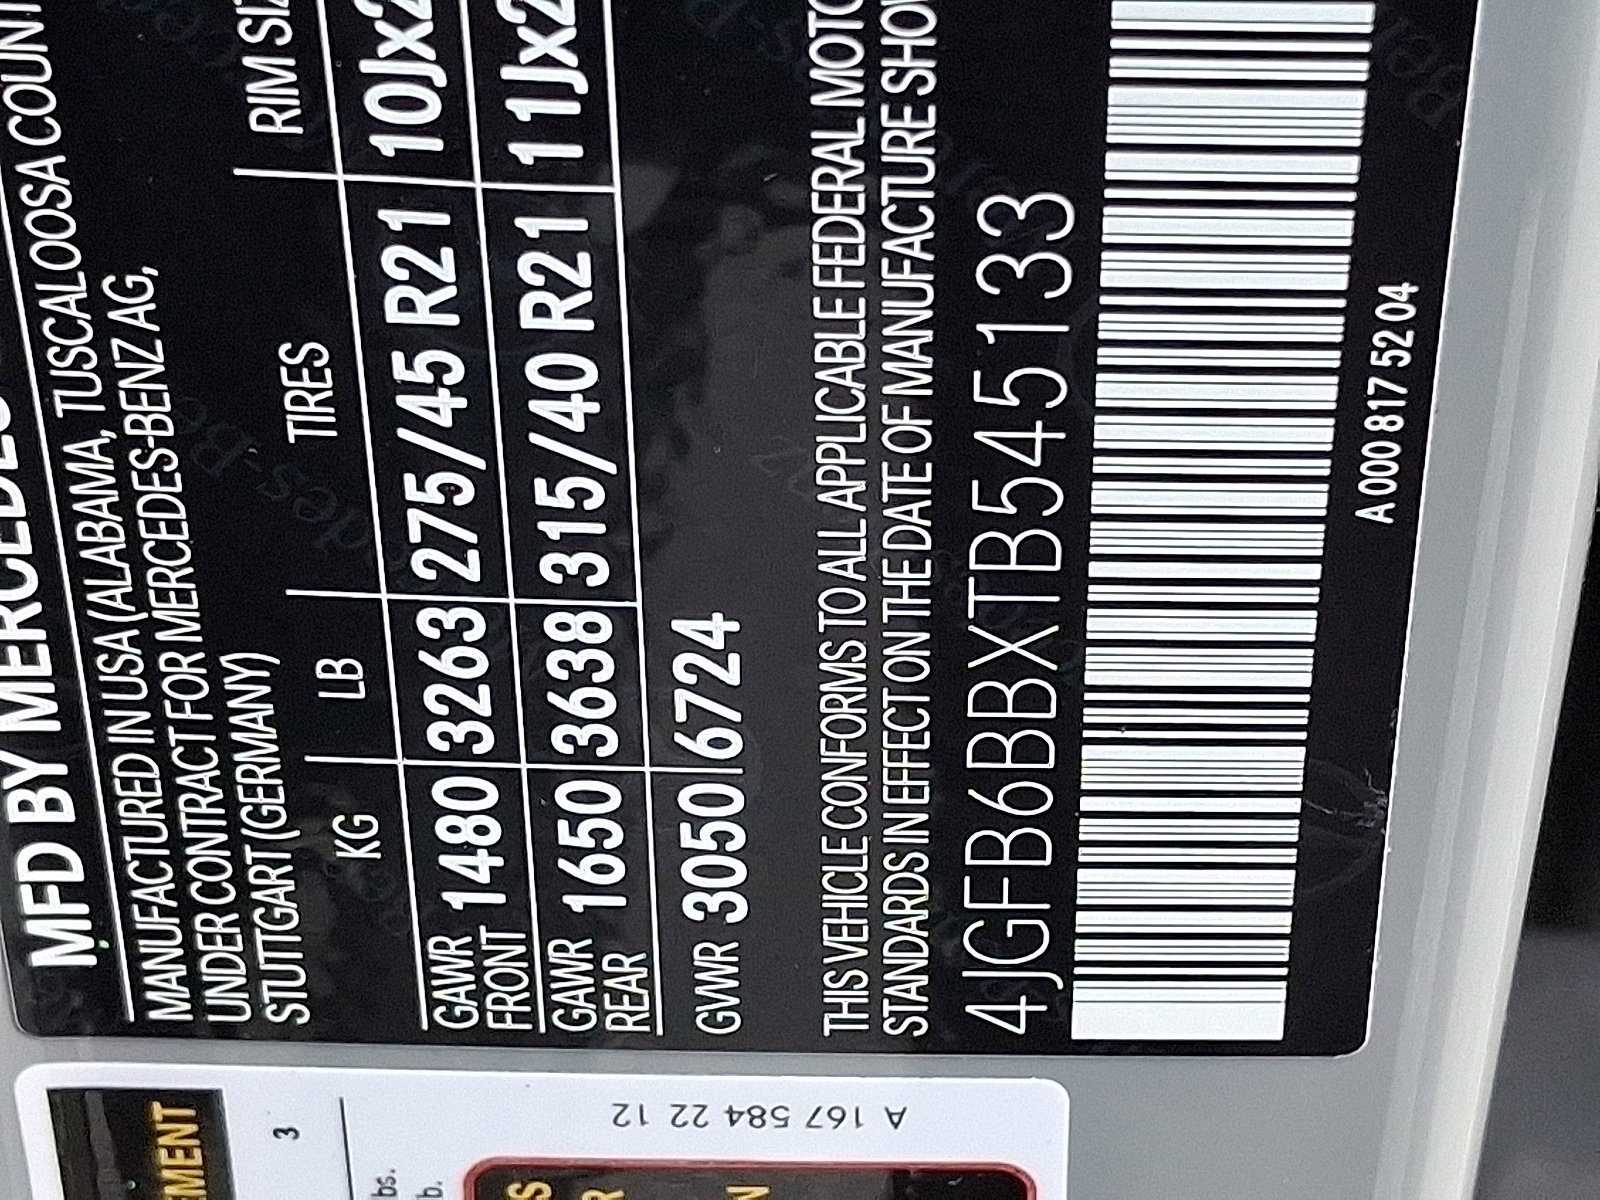 MFD BY MERCEDES
MANUFACTURED IN USA (ALABAMA, TUSCALOOSA COUNT
UNDER CONTRACT FOR MERCEDES-BENZ AG,
STUTTGART (GERMANY)
KG LB TIRES RIM SIZ
GAWR FRONT 1480 3263 275/45 R21 10Jx2
GAWR REAR 1650 3638 315/40 R21 11Jx2
GVWR 3050 6724
THIS VEHICLE CONFORMS TO ALL APPLICABLE FEDERAL MOTO
STANDARDS IN EFFECT ON THE DATE OF MANUFACTURE SHO
4JGFB6BBXTB545133
A 000 817 52 04
A 167 584 22 12
EMENT
3
bs.
b.
S
R
N